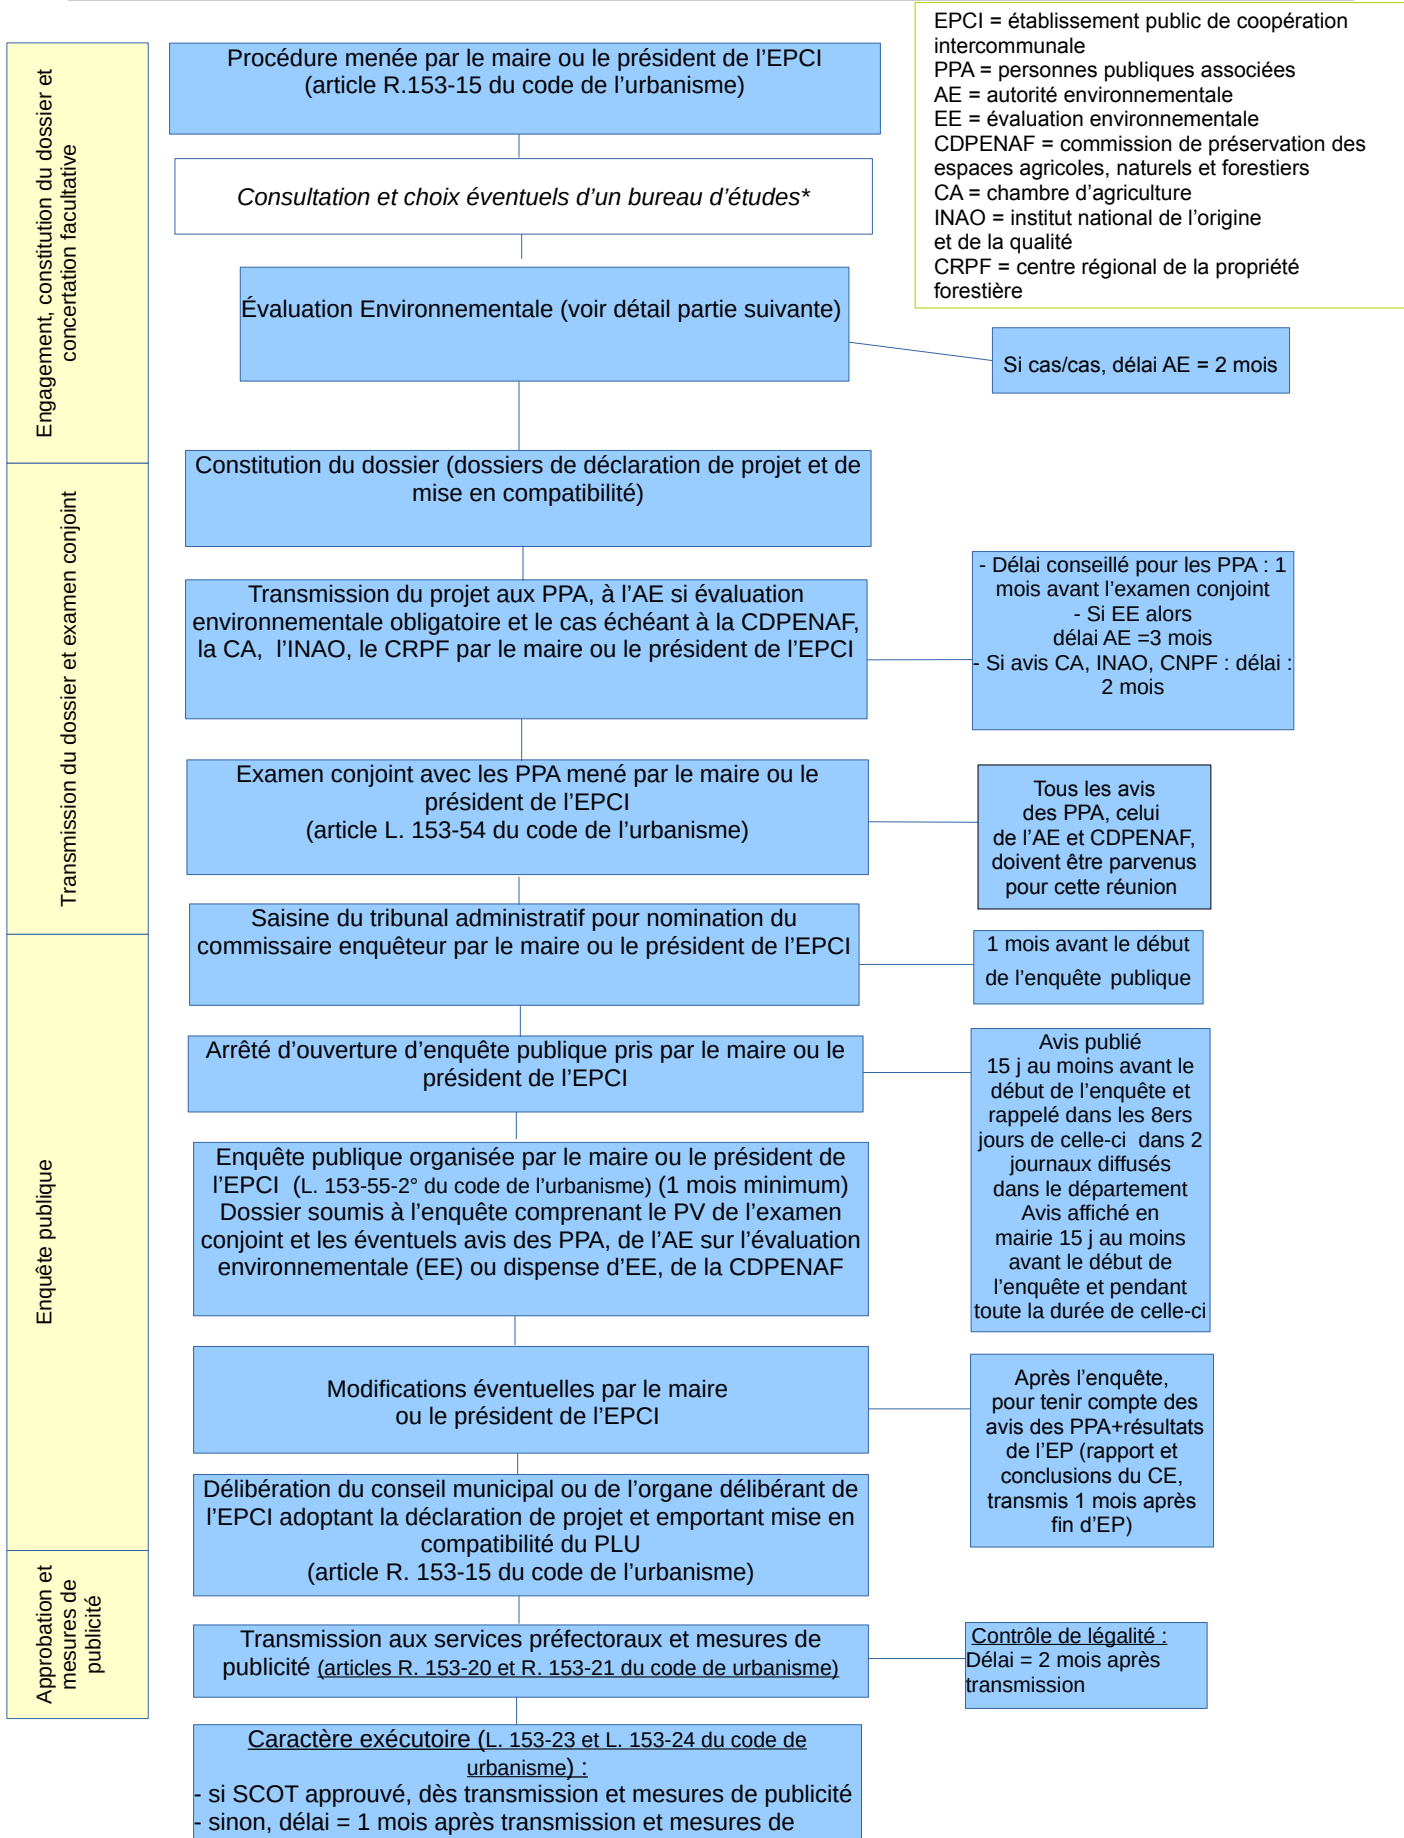 EPCI = établissement public de coopération
intercommunale
PPA = personnes publiques associées
AE = autorité environnementale
EE = évaluation environnementale
CDPENAF = commission de préservation des
espaces agricoles, naturels et forestiers
CA = chambre d’agriculture
INAO = institut national de l’origine
et de la qualité
CRPF = centre régional de la propriété
forestière
Engagement, constitution du dossier et
concertation facultative
Procédure menée par le maire ou le président de l’EPCI
(article R.153-15 du code de l’urbanisme)
Consultation et choix éventuels d’un bureau d’études*
Évaluation Environnementale (voir détail partie suivante)
Si cas/cas, délai AE = 2 mois
Transmission du dossier et examen conjoint
Constitution du dossier (dossiers de déclaration de projet et de
mise en compatibilité)
Transmission du projet aux PPA, à l’AE si évaluation
environnementale obligatoire et le cas échéant à la CDPENAF,
la CA, l’INAO, le CRPF par le maire ou le président de l’EPCI
- Délai conseillé pour les PPA : 1
mois avant l’examen conjoint
- Si EE alors
délai AE =3 mois
- Si avis CA, INAO, CNPF : délai :
2 mois
Examen conjoint avec les PPA mené par le maire ou le
président de l’EPCI
(article L. 153-54 du code de l’urbanisme)
Tous les avis
des PPA, celui
de l’AE et CDPENAF,
doivent être parvenus
pour cette réunion
Saisine du tribunal administratif pour nomination du
commissaire enquêteur par le maire ou le président de l’EPCI
1 mois avant le début
de l’enquête publique
Enquête publique
Arrêté d’ouverture d’enquête publique pris par le maire ou le
président de l’EPCI
Avis publié
15 j au moins avant le
début de l’enquête et
rappelé dans les 8ers
jours de celle-ci dans 2
journaux diffusés
dans le département
Avis affiché en
mairie 15 j au moins
avant le début de
l’enquête et pendant
toute la durée de celle-ci
Enquête publique organisée par le maire ou le président de
l’EPCI (L. 153-55-2° du code de l’urbanisme) (1 mois minimum)
Dossier soumis à l’enquête comprenant le PV de l’examen
conjoint et les éventuels avis des PPA, de l’AE sur l’évaluation
environnementale (EE) ou dispense d’EE, de la CDPENAF
Modifications éventuelles par le maire
ou le président de l’EPCI
Après l’enquête,
pour tenir compte des
avis des PPA+résultats
de l’EP (rapport et
conclusions du CE,
transmis 1 mois après
fin d’EP)
Délibération du conseil municipal ou de l’organe délibérant de
l’EPCI adoptant la déclaration de projet et emportant mise en
compatibilité du PLU
(article R. 153-15 du code de l’urbanisme)
Approbation et
mesures de
publicité
Transmission aux services préfectoraux et mesures de
publicité (articles R. 153-20 et R. 153-21 du code de urbanisme)
Contrôle de légalité :
Délai = 2 mois après
transmission
Caractère exécutoire (L. 153-23 et L. 153-24 du code de
urbanisme) :
- si SCOT approuvé, dès transmission et mesures de publicité
- sinon, délai = 1 mois après transmission et mesures de